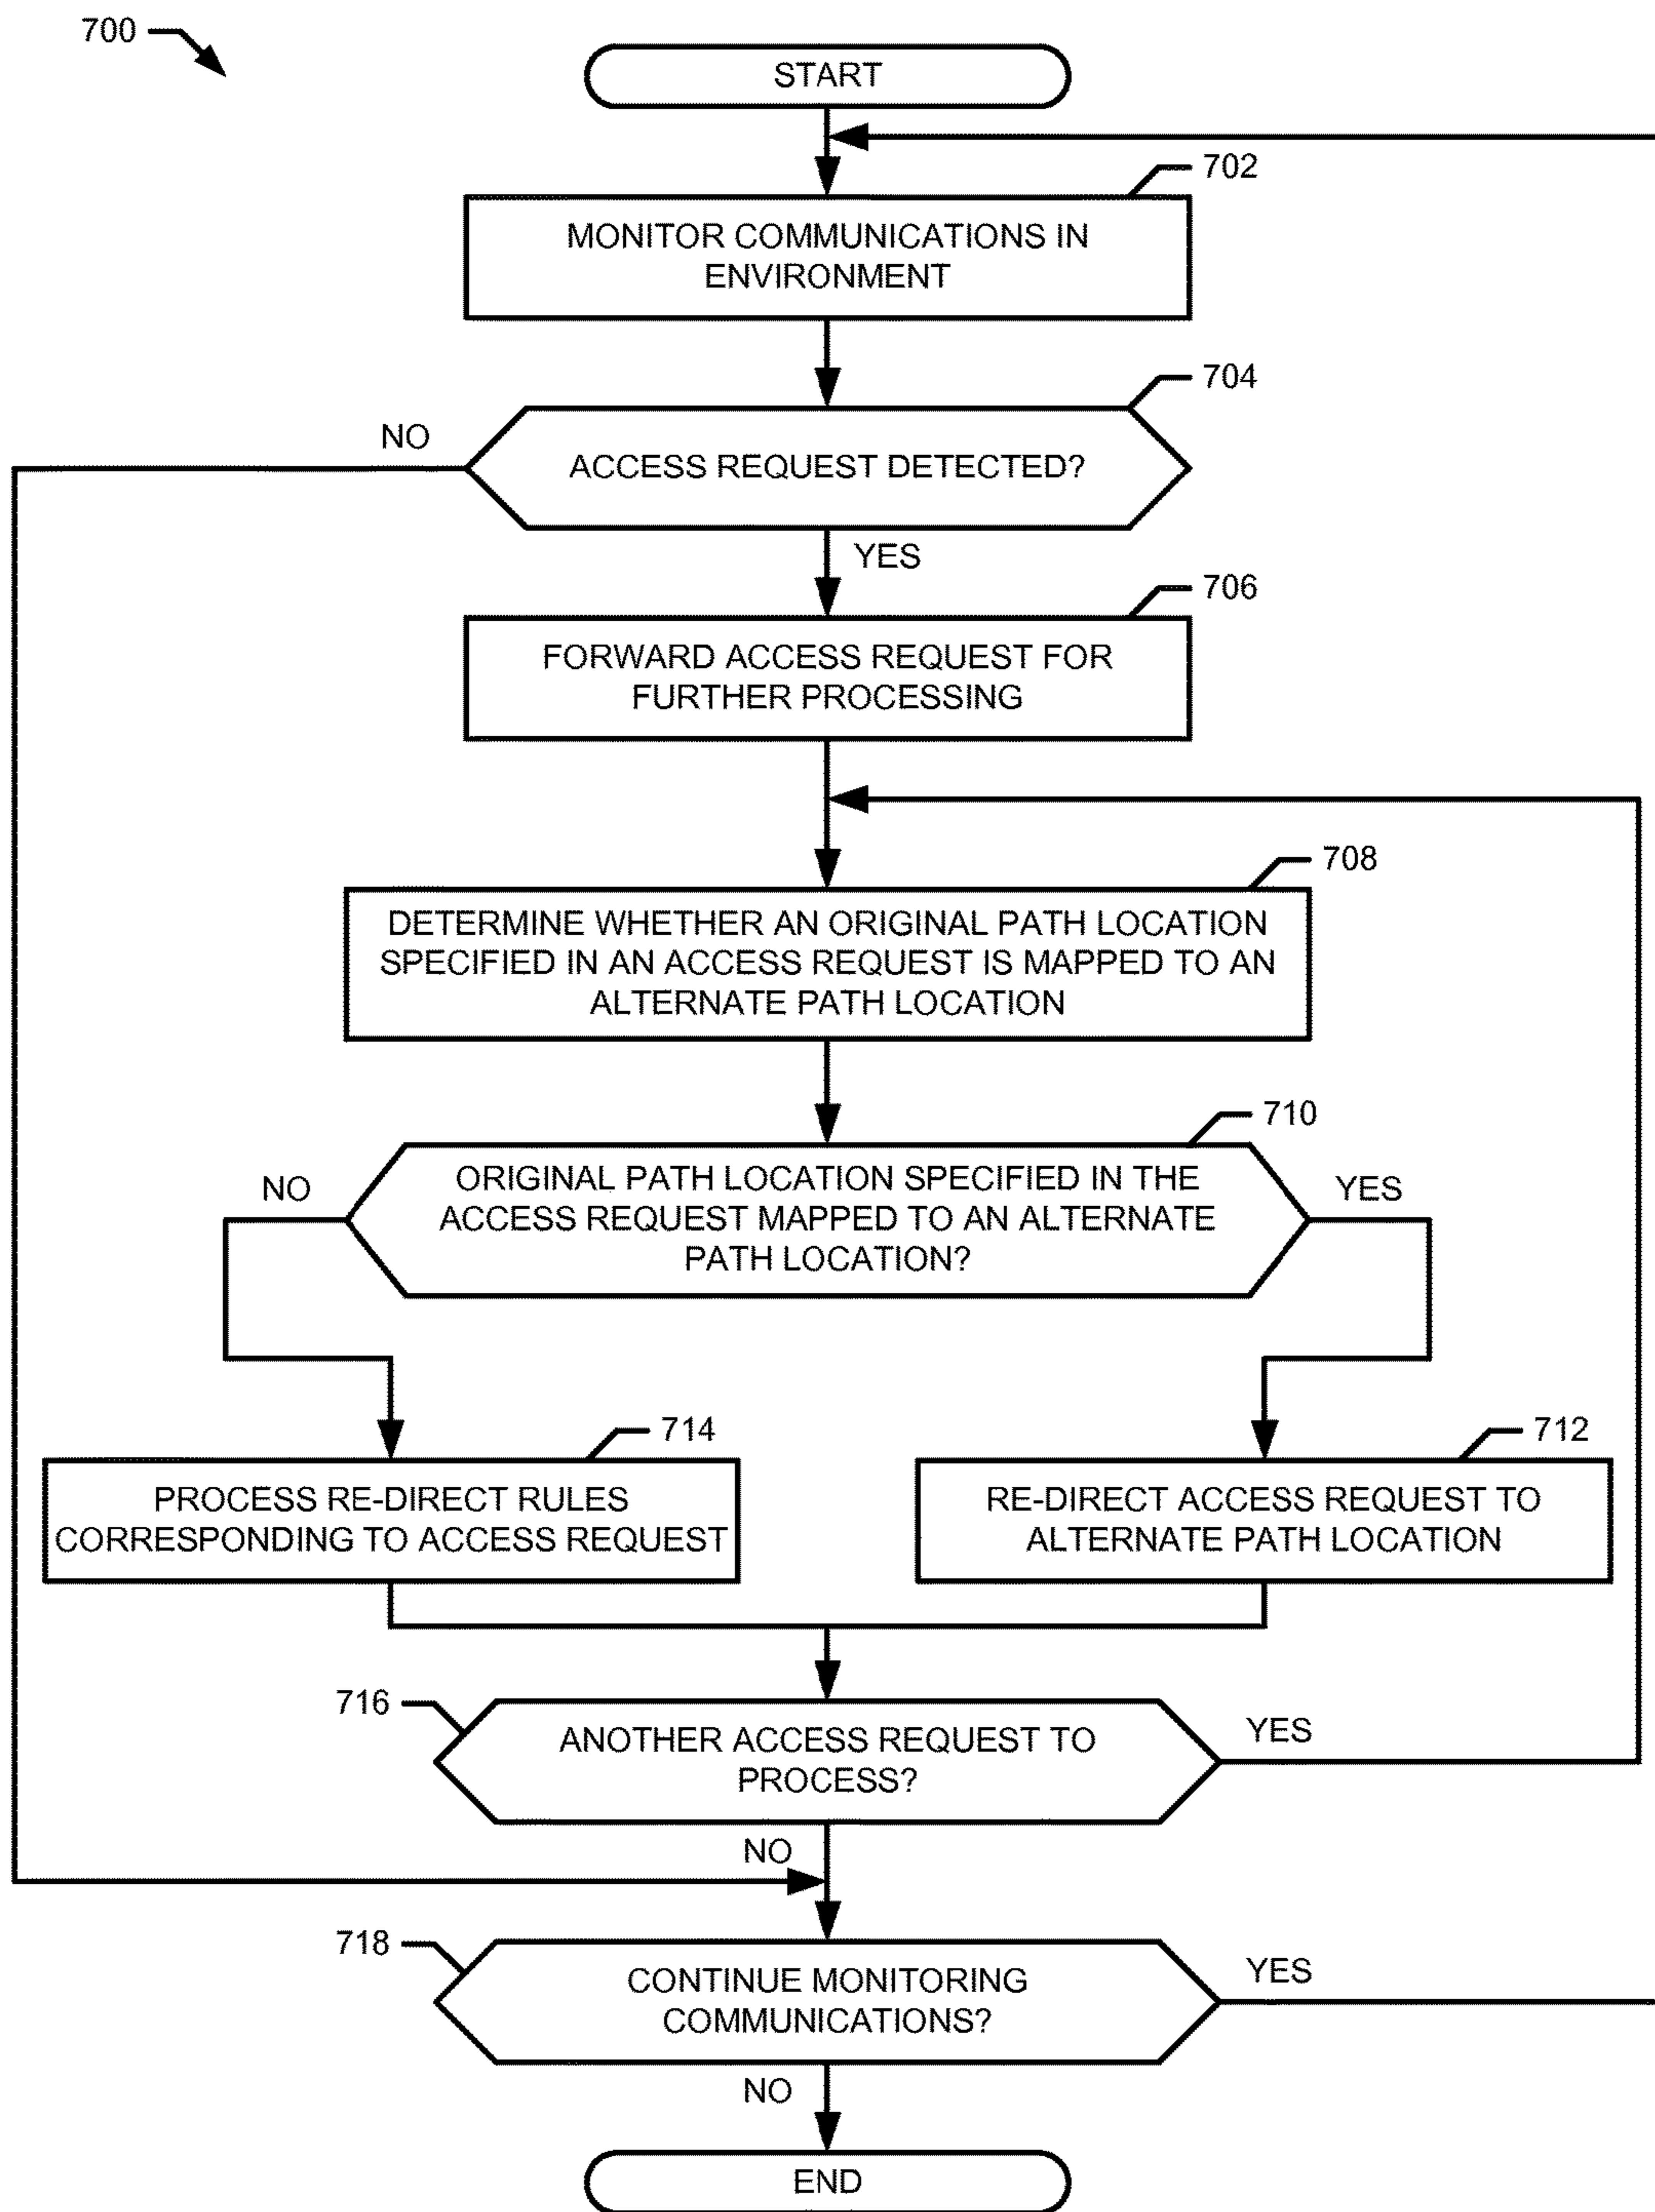 700
START
702
MONITOR COMMUNICATIONS IN
ENVIRONMENT
704
NO
ACCESS REQUEST DETECTED?
YES
706
FORWARD ACCESS REQUEST FOR
FURTHER PROCESSING
708
DETERMINE WHETHER AN ORIGINAL PATH LOCATION
SPECIFIED IN AN ACCESS REQUEST IS MAPPED TO AN
ALTERNATE PATH LOCATION
710
NO
ORIGINAL PATH LOCATION SPECIFIED IN THE
ACCESS REQUEST MAPPED TO AN ALTERNATE
PATH LOCATION?
YES
714
PROCESS RE-DIRECT RULES
CORRESPONDING TO ACCESS REQUEST
712
RE-DIRECT ACCESS REQUEST TO
ALTERNATE PATH LOCATION
716
ANOTHER ACCESS REQUEST TO
PROCESS?
YES
NO
718
CONTINUE MONITORING
COMMUNICATIONS?
YES
NO
END